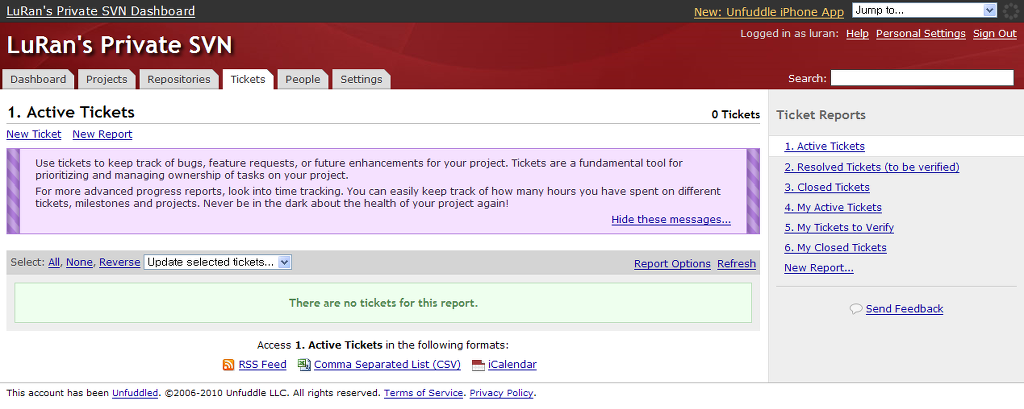 LuRan's Private SVN Dashboard
New: Unfuddle iPhone App
Jump to...
Logged in as luran: Help Personal Settings Sign Out
LuRan's Private SVN
Dashboard Projects Repositories Tickets People Settings
Search:
1. Active Tickets
0 Tickets
New Ticket New Report
Use tickets to keep track of bugs, feature requests, or future enhancements for your project. Tickets are a fundamental tool for
prioritizing and managing ownership of tasks on your project.
For more advanced progress reports, look into time tracking. You can easily keep track of how many hours you have spent on different
tickets, milestones and projects. Never be in the dark about the health of your project again!
Hide these messages...
Select: All, None, Reverse Update selected tickets... Report Options Refresh
There are no tickets for this report.
Access 1. Active Tickets in the following formats:
RSS Feed Comma Separated List (CSV) iCalendar
Ticket Reports
1. Active Tickets
2. Resolved Tickets (to be verified)
3. Closed Tickets
4. My Active Tickets
5. My Tickets to Verify
6. My Closed Tickets
New Report...
Send Feedback
This account has been Unfuddled. ©2006-2010 Unfuddle LLC. All rights reserved. Terms of Service. Privacy Policy.